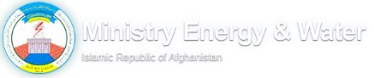 Ministry Energy & Water
Islamic Republic of Afghanistan